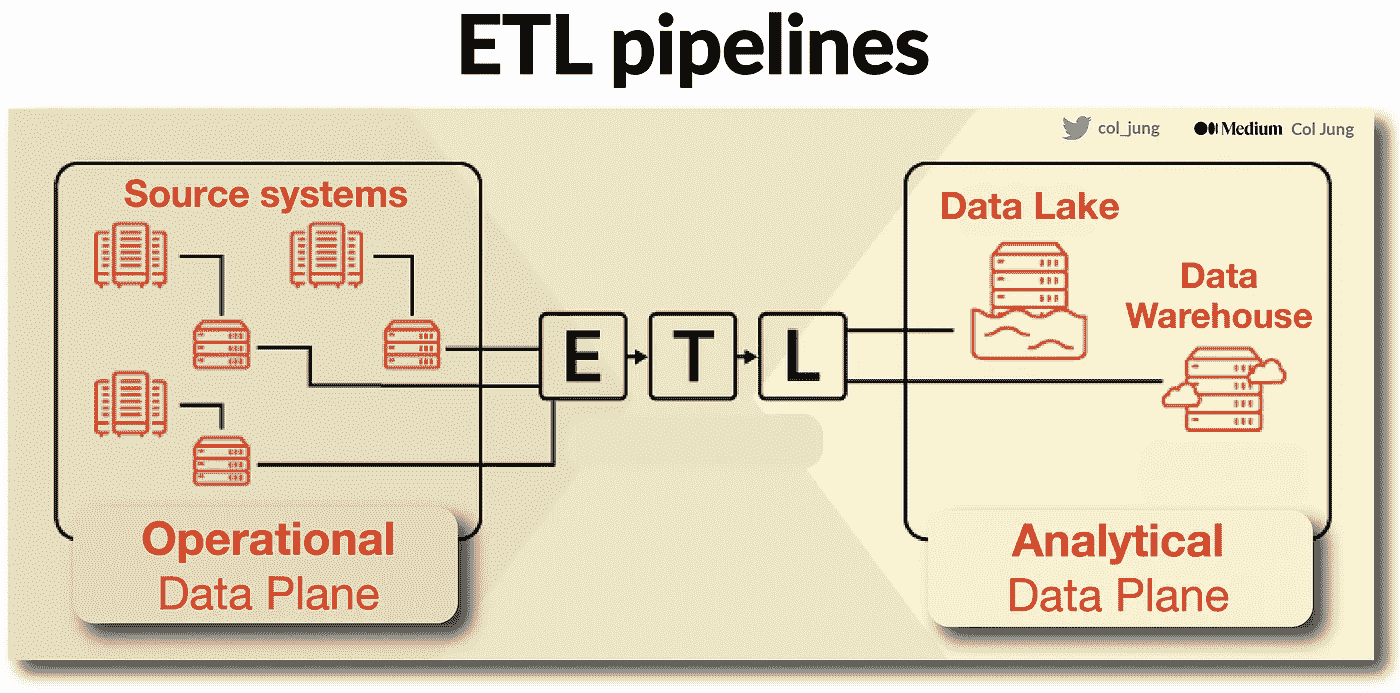 ETL pipelines
col_jung
Medium Col Jung
Source systems
E
T
L
Data Lake
Data
Warehouse
Operational
Data Plane
Analytical
Data Plane